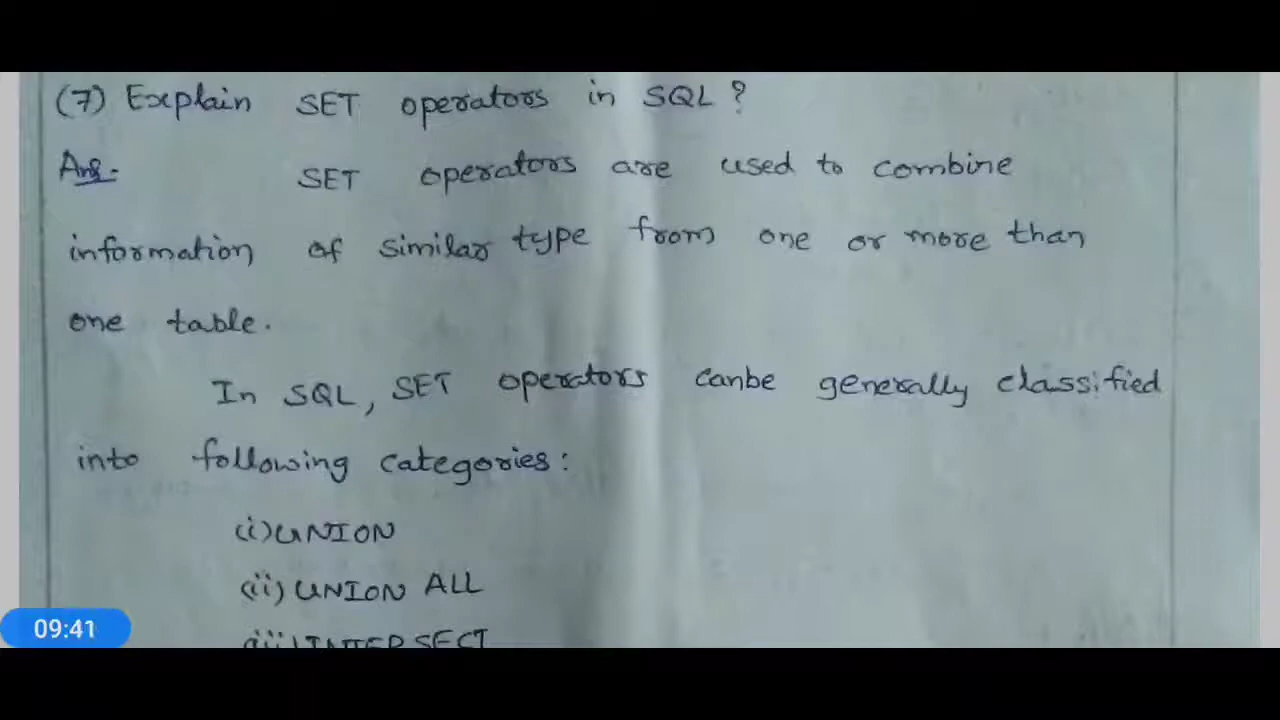 (7) Explain SET operators in SQL ?
Ans:- SET operators are used to combine
information of similar type from one or more than
one table.
In SQL, SET operators canbe generally classified
into following categories:
(i) UNION
(ii) UNION ALL
(iii) INTERSECT
09:41